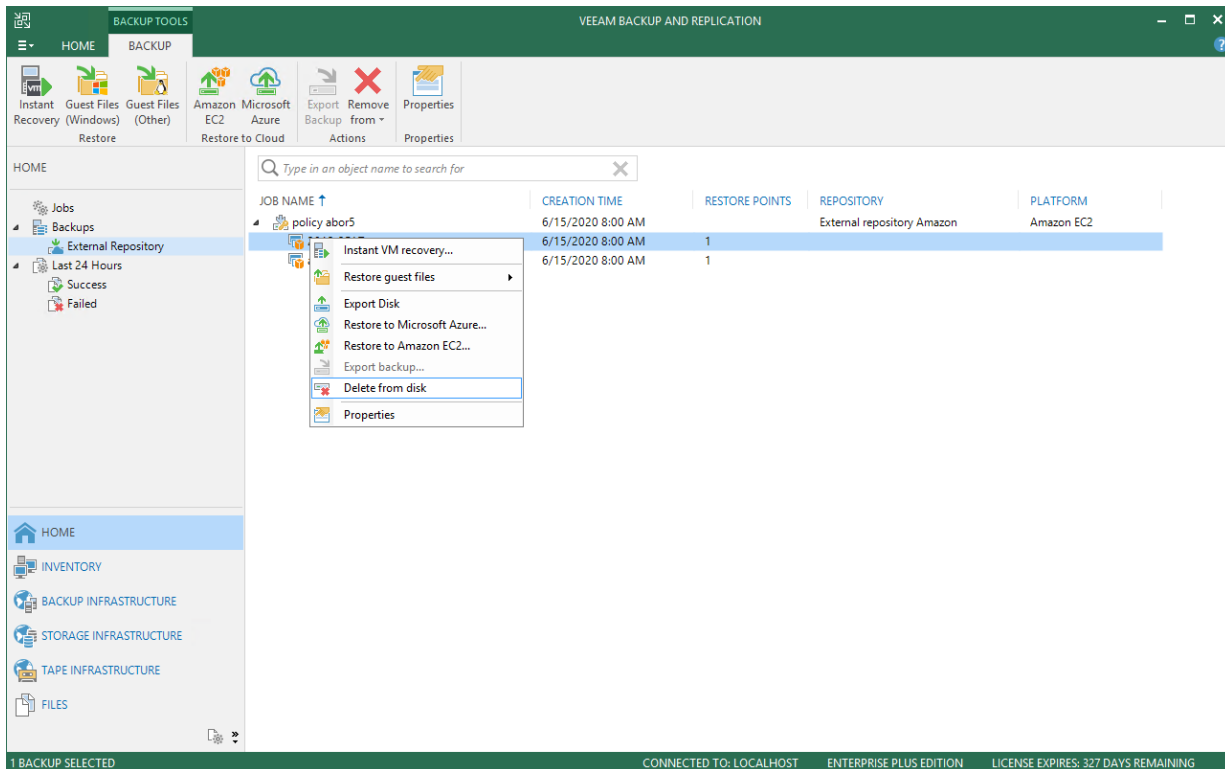 BACKUP TOOLS
VEEAM BACKUP AND REPLICATION
HOME BACKUP
?
Instant Recovery
Guest Files (Windows)
Guest Files (Other)
Amazon EC2
Microsoft Azure
Export Backup
Remove from
Properties
Restore
Restore to Cloud
Actions
Properties
HOME
Type in an object name to search for
Jobs
Backups
External Repository
Last 24 Hours
Success
Failed
JOB NAME CREATION TIME RESTORE POINTS REPOSITORY PLATFORM
policy abor5 6/15/2020 8:00 AM External repository Amazon Amazon EC2
6/15/2020 8:00 AM 1
6/15/2020 8:00 AM 1
Instant VM recovery...
Restore guest files
Export Disk
Restore to Microsoft Azure...
Restore to Amazon EC2...
Export backup...
Delete from disk
Properties
HOME
INVENTORY
BACKUP INFRASTRUCTURE
STORAGE INFRASTRUCTURE
TAPE INFRASTRUCTURE
FILES
1 BACKUP SELECTED CONNECTED TO: LOCALHOST ENTERPRISE PLUS EDITION LICENSE EXPIRES: 327 DAYS REMAINING